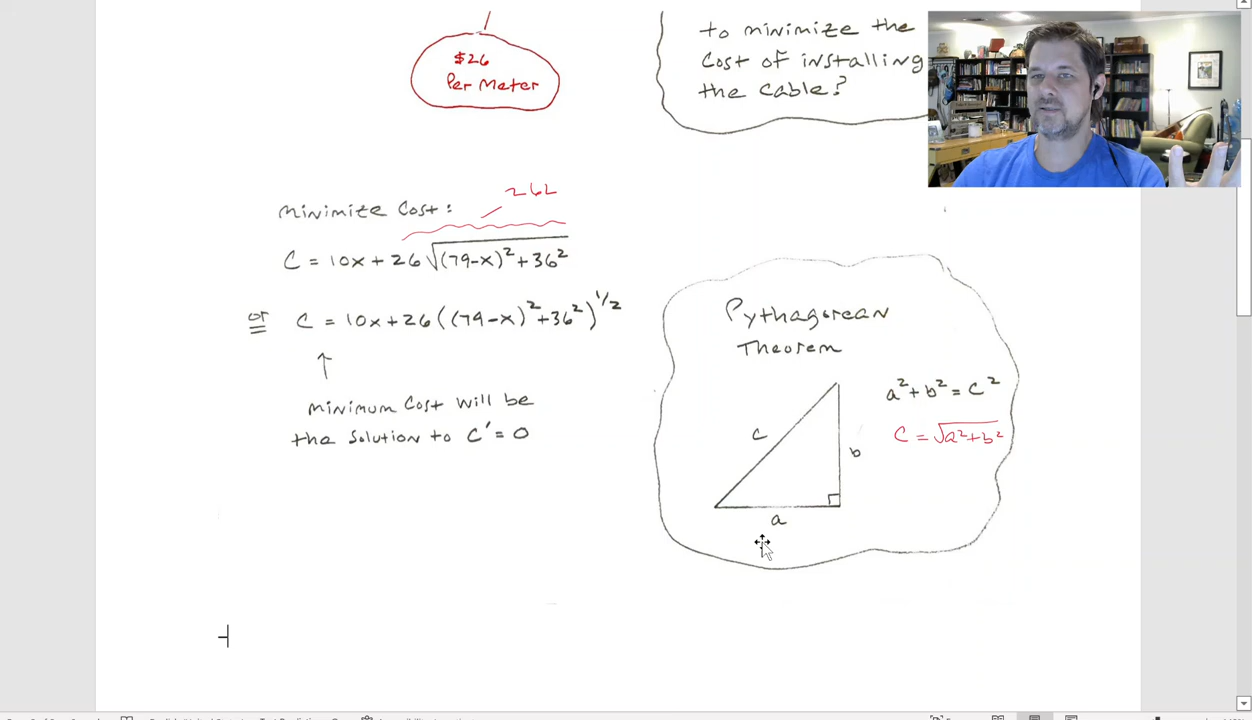 $26
Per Meter
to minimize the
Cost of installing
the cable?
Minimize Cost:
26L
C = 10x + 26 √(79-x)² + 36²
or C = 10x + 26 ((79-x)² + 36²)^1/2
↑
minimum Cost will be
the solution to C' = 0
Pythagorean
Theorem
a² + b² = c²
C = √a² + b²
c
b
a